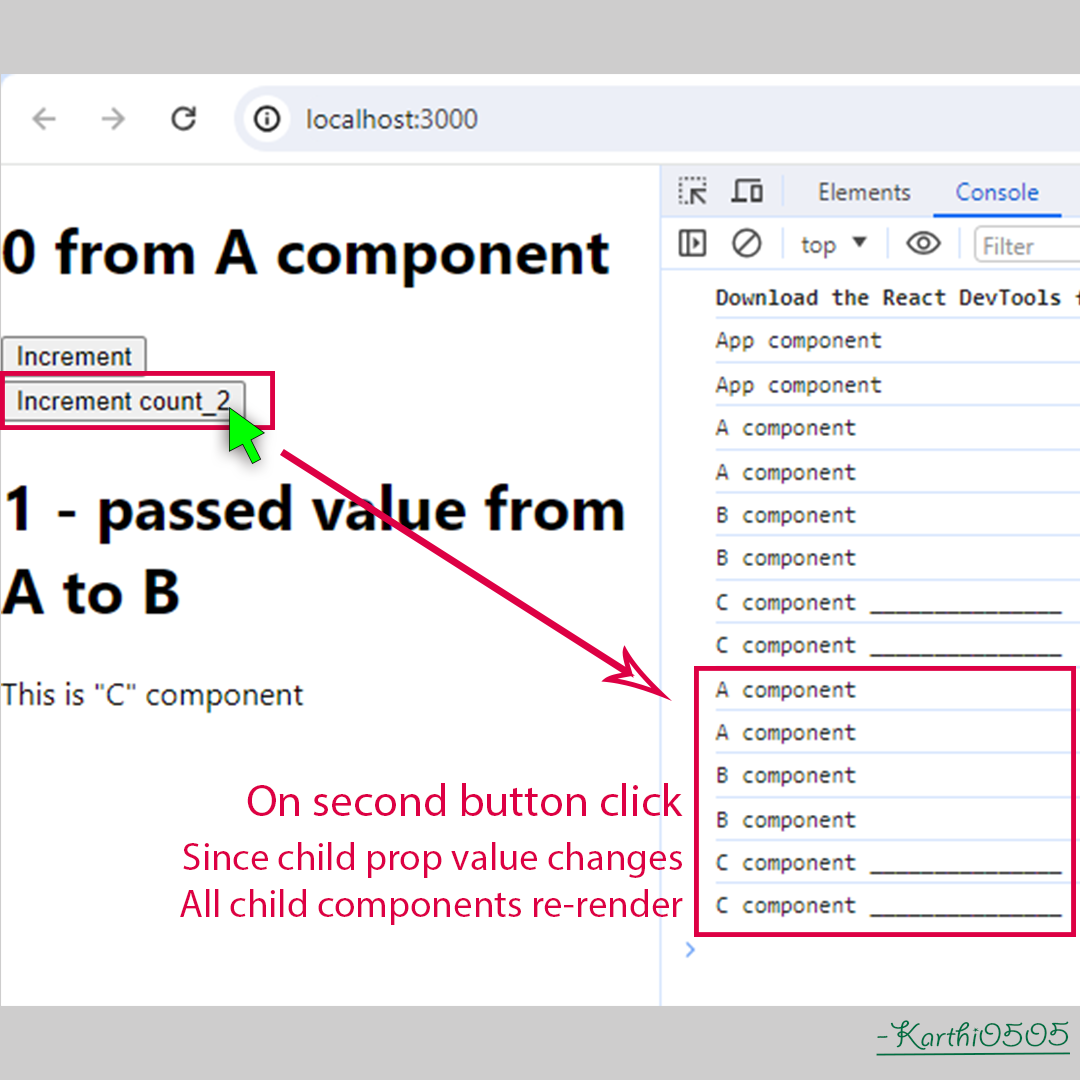 localhost:3000
Elements Console
top Filter
0 from A component
Increment
Increment count_2
1 - passed value from
A to B
This is "C" component
Download the React DevTools
App component
App component
A component
A component
B component
B component
C component _______________
C component _______________
A component
A component
B component
B component
C component _______________
C component _______________
On second button click
Since child prop value changes
All child components re-render
-Karthi0505